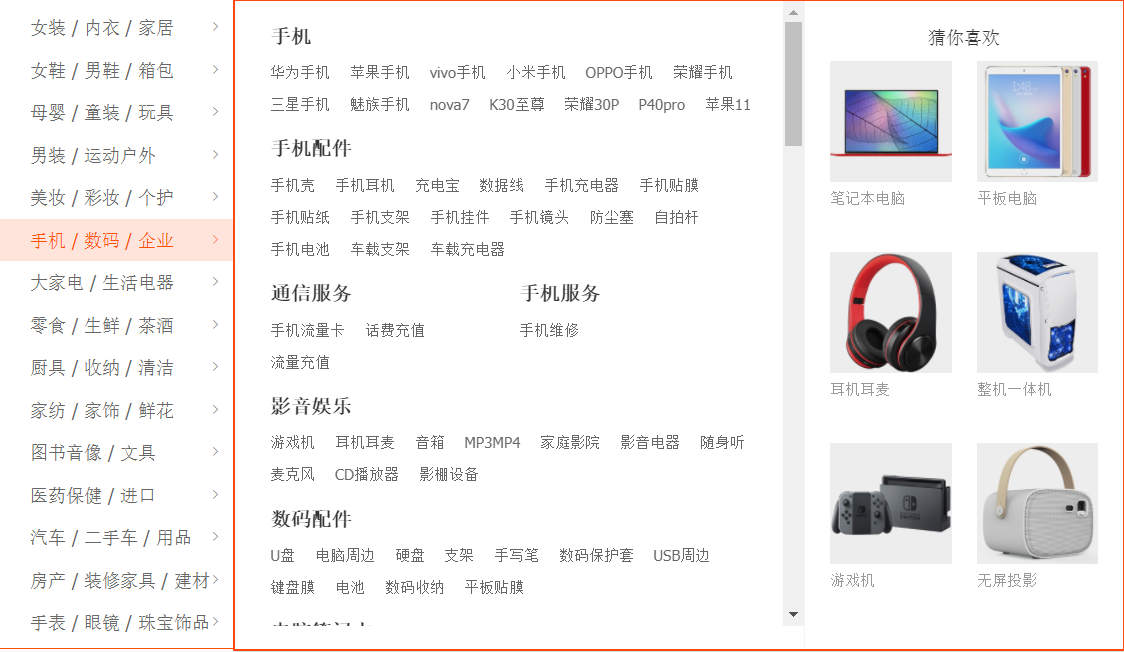 女装 / 内衣 / 家居
女鞋 / 男鞋 / 箱包
母婴 / 童装 / 玩具
男装 / 运动户外
美妆 / 彩妆 / 个护
手机 / 数码 / 企业
大家电 / 生活电器
零食 / 生鲜 / 茶酒
厨具 / 收纳 / 清洁
家纺 / 家饰 / 鲜花
图书音像 / 文具
医药保健 / 进口
汽车 / 二手车 / 用品
房产 / 装修家具 / 建材
手表 / 眼镜 / 珠宝饰品
手机
华为手机 苹果手机 vivo手机 小米手机 OPPO手机 荣耀手机
三星手机 魅族手机 nova7 K30至尊 荣耀30P P40pro 苹果11
手机配件
手机壳 手机耳机 充电宝 数据线 手机充电器 手机贴膜
手机贴纸 手机支架 手机挂件 手机镜头 防尘塞 自拍杆
手机电池 车载支架 车载充电器
通信服务
手机流量卡 话费充值
流量充值
手机服务
手机维修
影音娱乐
游戏机 耳机耳麦 音箱 MP3MP4 家庭影院 影音电器 随身听
麦克风 CD播放器 影棚设备
数码配件
U盘 电脑周边 硬盘 支架 手写笔 数码保护套 USB周边
键盘膜 电池 数码收纳 平板贴膜
猜你喜欢
笔记本电脑
平板电脑
耳机耳麦
整机一体机
游戏机
无屏投影